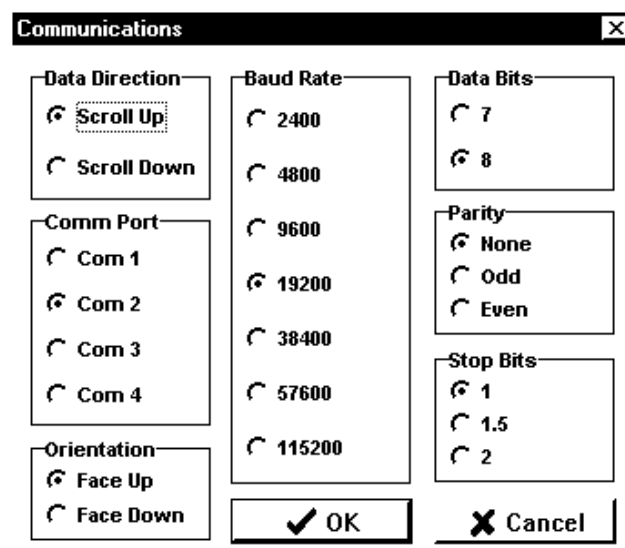 Communications
Data Direction
Scroll Up
Scroll Down
Comm Port
Com 1
Com 2
Com 3
Com 4
Orientation
Face Up
Face Down
Baud Rate
2400
4800
9600
19200
38400
57600
115200
Data Bits
7
8
Parity
None
Odd
Even
Stop Bits
1
1.5
2
OK
Cancel